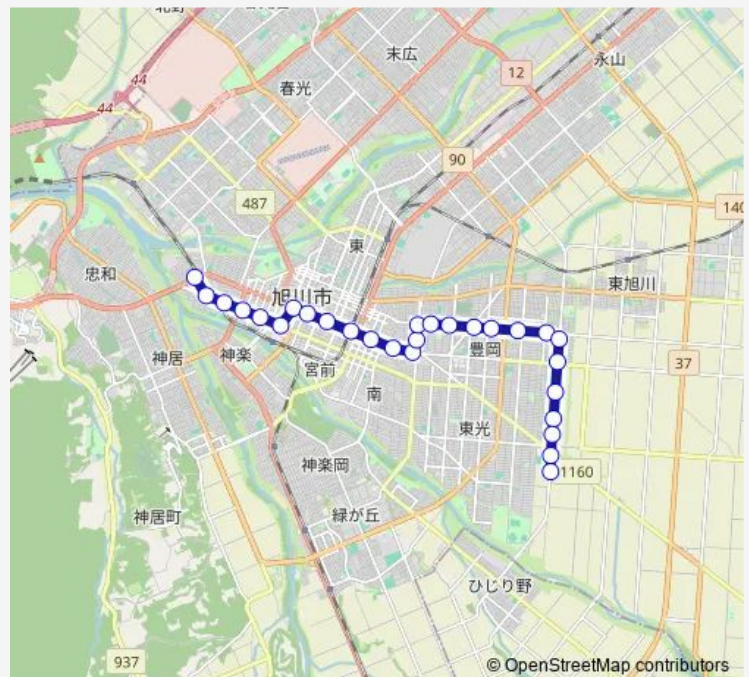 末広
永山
12
春光
44
44
90
487
140
東
東旭川
忠和
旭川市
豊岡
37
神居
神楽
宮前
南
東光
神楽岡
1160
神居町
緑が丘
ひじり野
937
© OpenStreetMap contributors